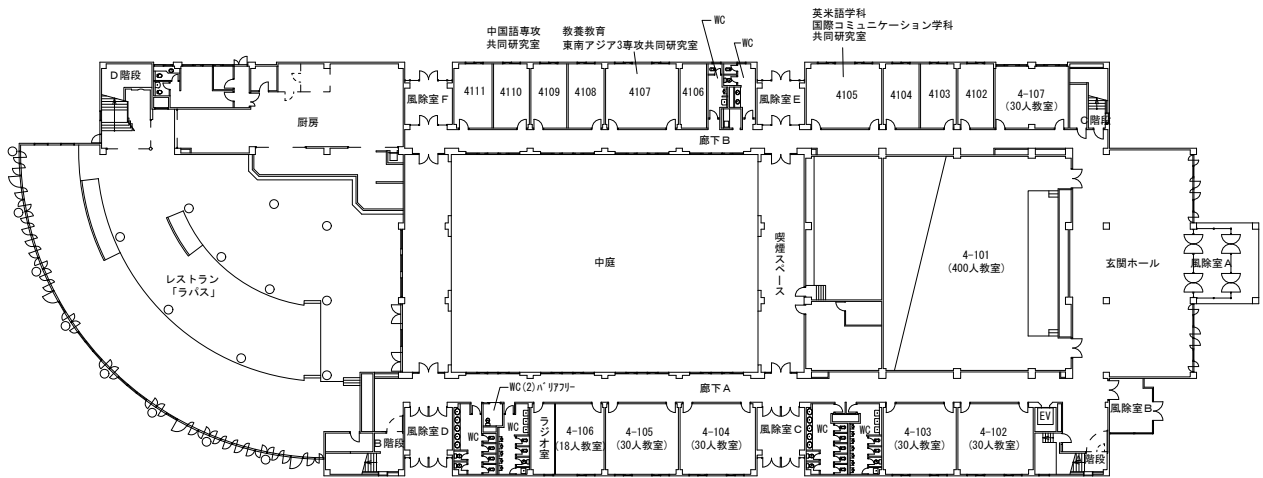 中国語専攻
共同研究室
教養教育
東南アジア3専攻共同研究室
WC
WC
英米語学科
国際コミュニケーション学科
共同研究室
D階段
厨房
風除室F
4111
4110
4109
4108
4107
4106
風除室E
4105
4104
4103
4102
4-107
(30人教室)
C階段
廊下B
レストラン
「ラパス」
中庭
喫煙スペース
4-101
(400人教室)
玄関ホール
風除室A
廊下A
WC(2)バリアフリー
B階段
風除室D
WC
WC
ラジオ室
4-106
(18人教室)
4-105
(30人教室)
4-104
(30人教室)
風除室C
WC
WC
4-103
(30人教室)
4-102
(30人教室)
EV
風除室B
A階段